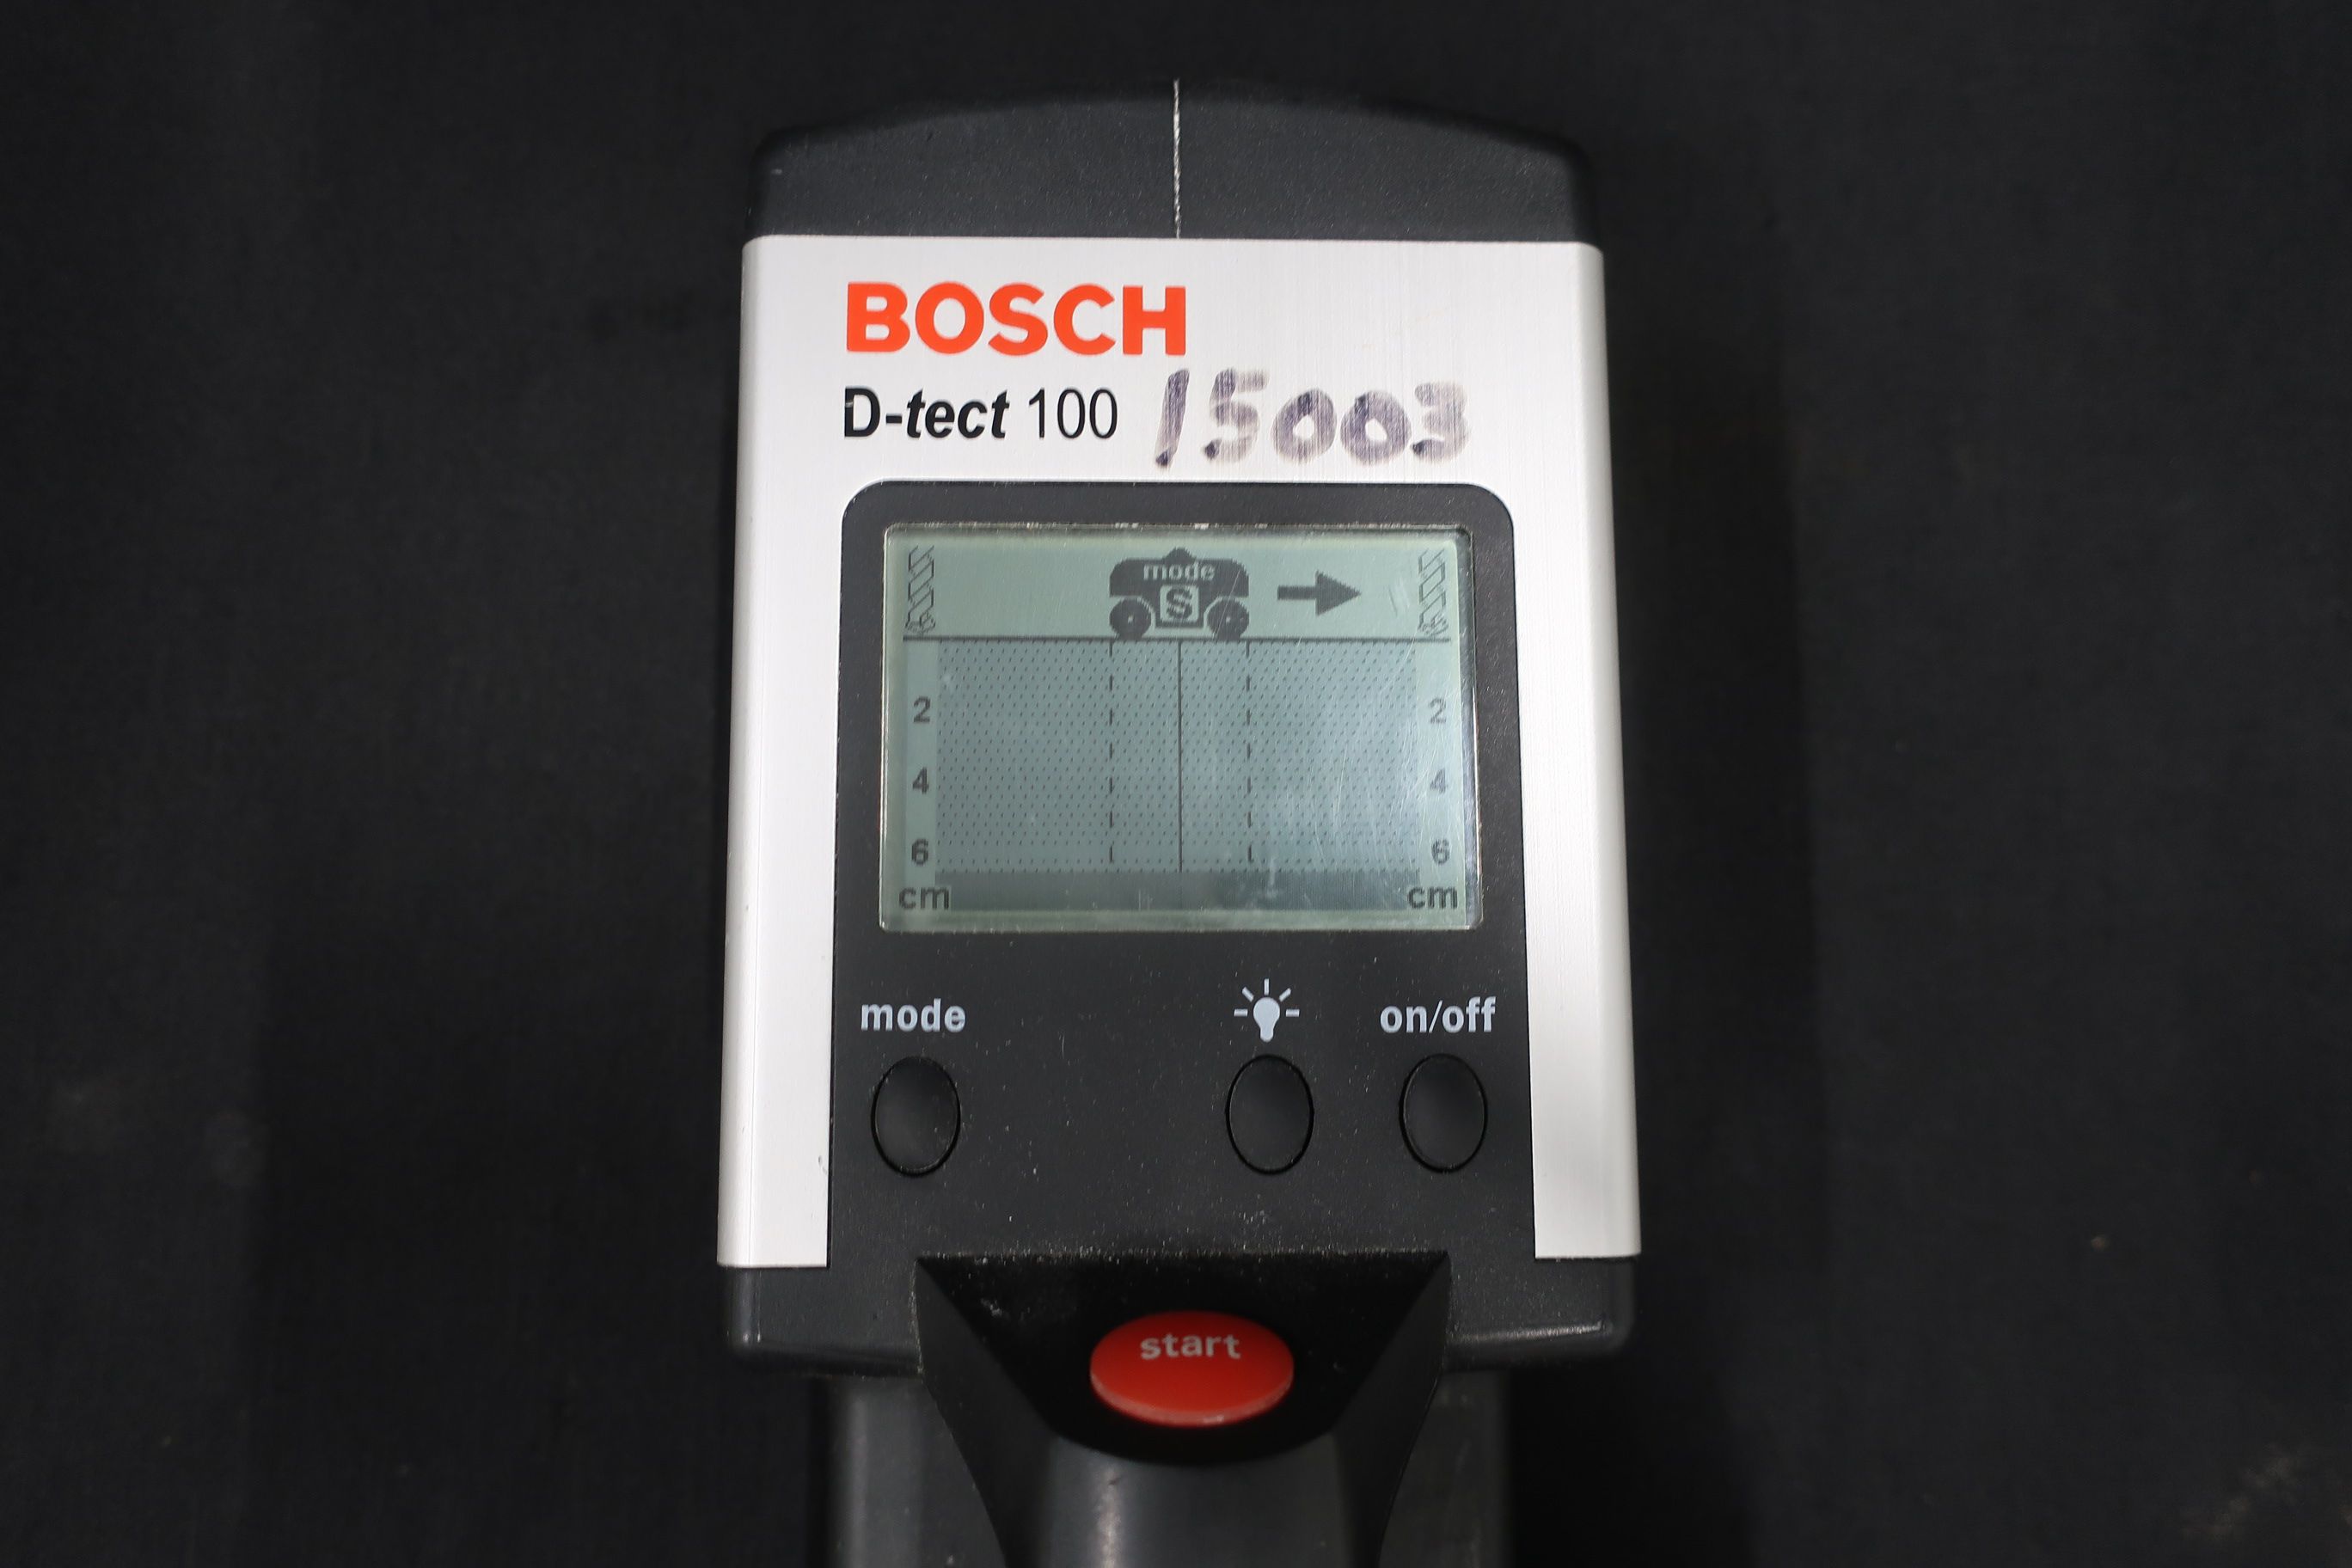 BOSCH
D-tect 100 15003
mode
S
2 2
4 4
6 6
cm cm
mode on/off
start